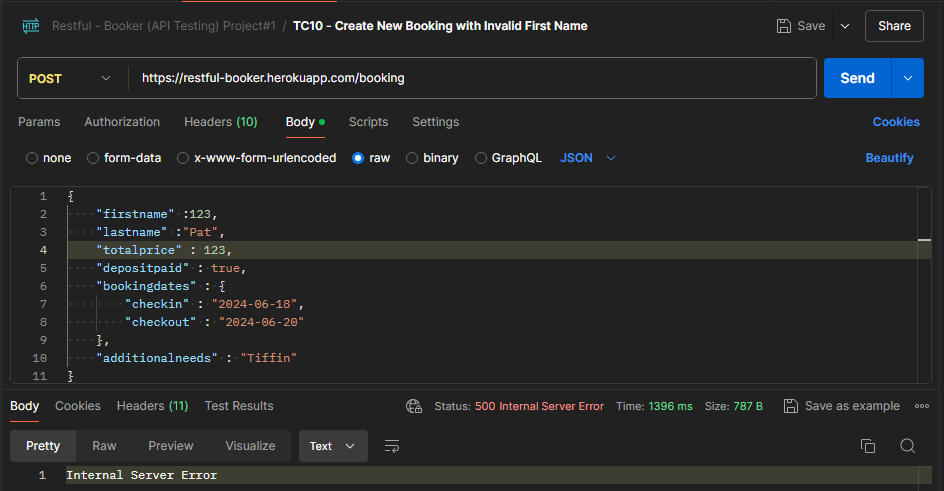 HTTP Restful - Booker (API Testing) Project#1 / TC10 - Create New Booking with Invalid First Name Save Share
POST https://restful-booker.herokuapp.com/booking Send
Params Authorization Headers (10) Body Scripts Settings Cookies
none form-data x-www-form-urlencoded raw binary GraphQL JSON Beautify
1 {
2 "firstname" :123,
3 "lastname" :"Pat",
4 "totalprice" : 123,
5 "depositpaid" : true,
6 "bookingdates" : {
7 "checkin" : "2024-06-18",
8 "checkout" : "2024-06-20"
9 },
10 "additionalneeds" : "Tiffin"
11 }
Body Cookies Headers (11) Test Results Status: 500 Internal Server Error Time: 1396 ms Size: 787 B Save as example
Pretty Raw Preview Visualize Text
1 Internal Server Error